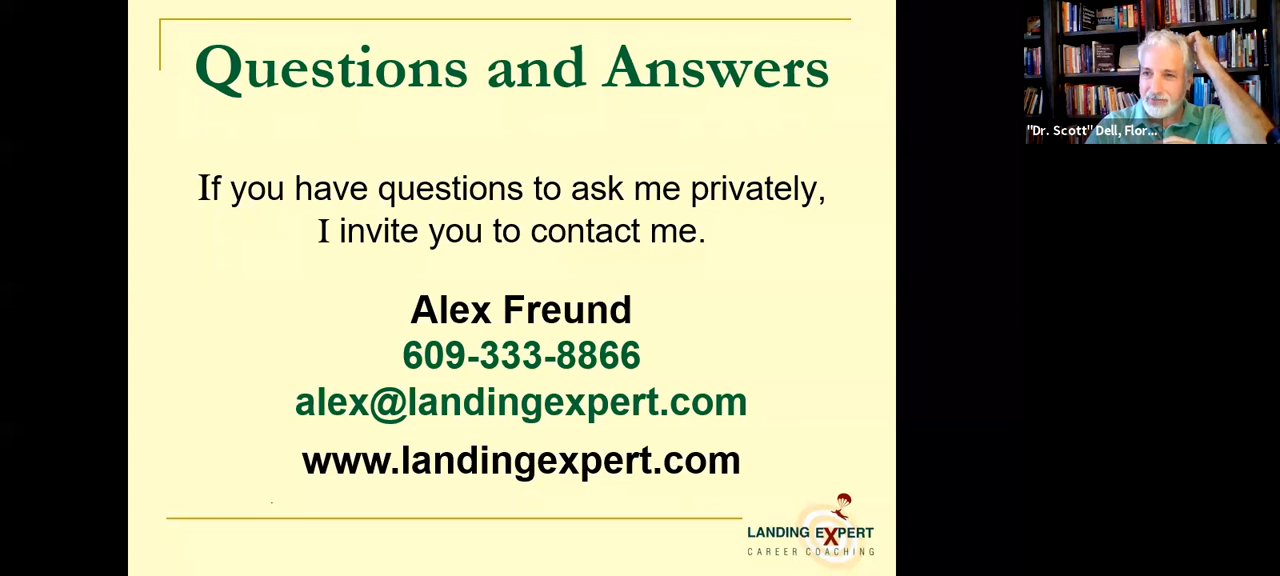 Questions and Answers
If you have questions to ask me privately,
I invite you to contact me.
Alex Freund
609-333-8866
alex@landingexpert.com
www.landingexpert.com
LANDING EXPERT
CAREER COACHING
"Dr. Scott" Dell, Flor...